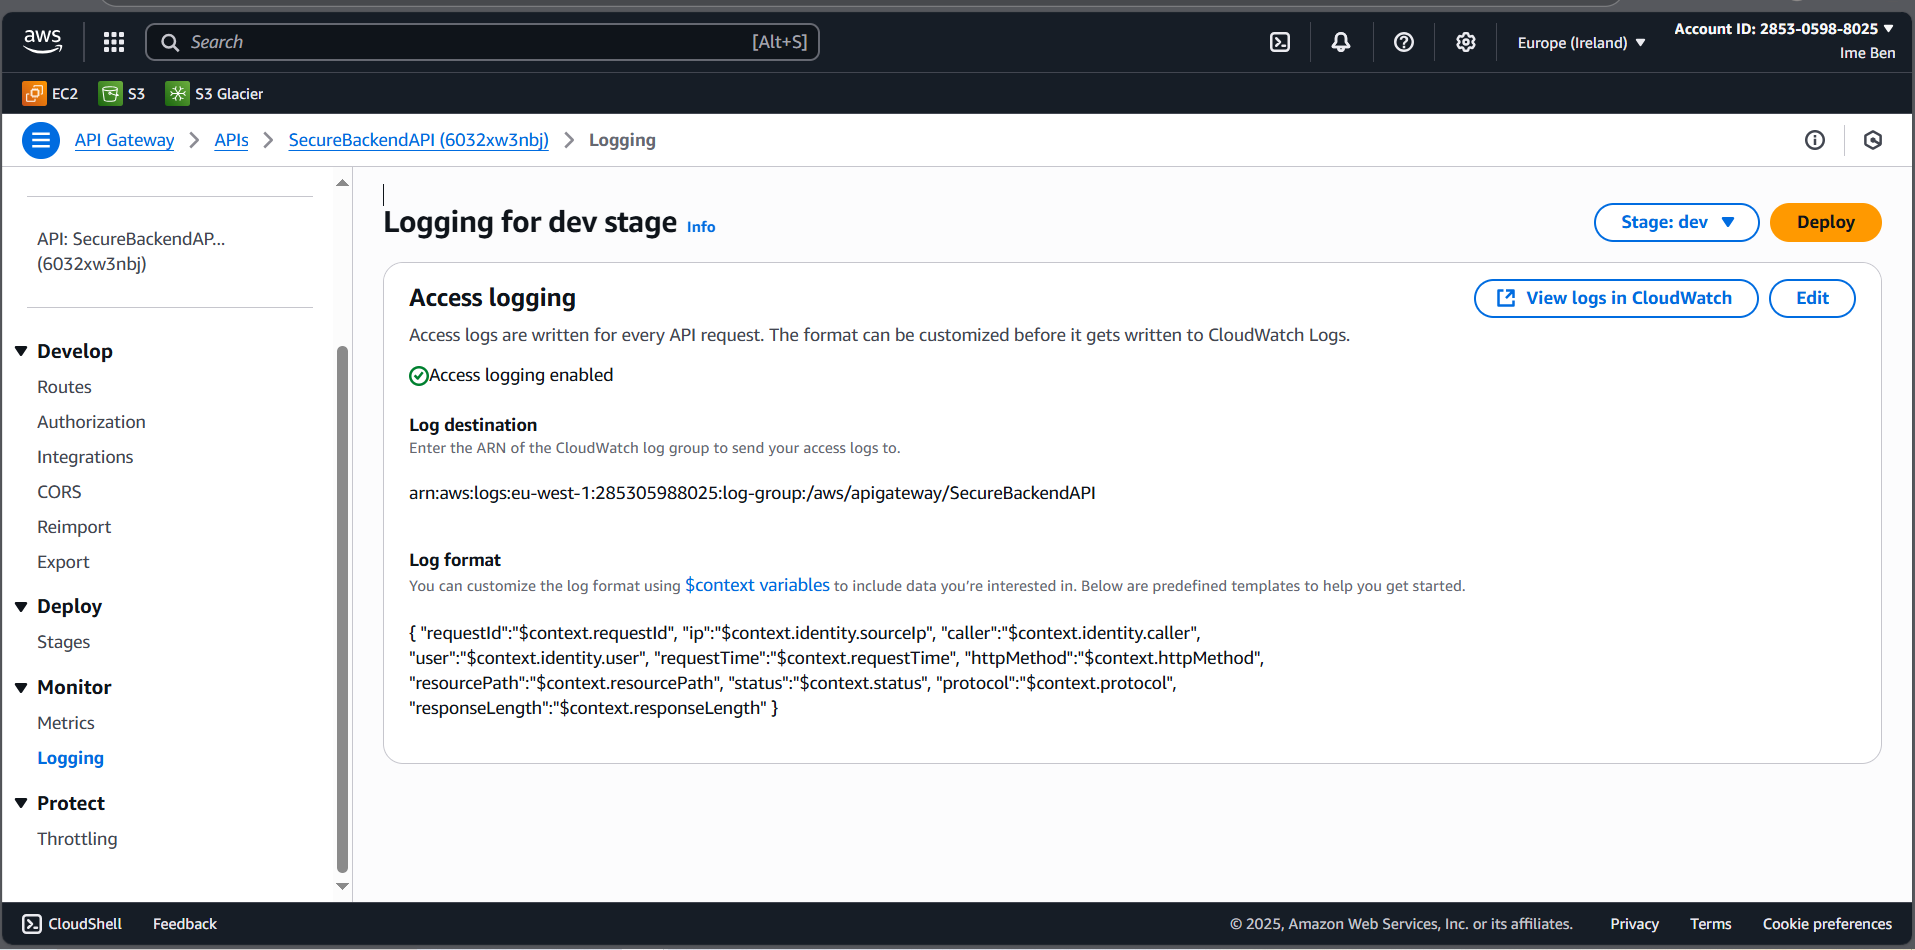 aws
Search
[Alt+S]
Europe (Ireland)
Account ID: 2853-0598-8025
Ime Ben
EC2
S3
S3 Glacier
API Gateway
APIs
SecureBackendAPI (6032xw3nbj)
Logging
API: SecureBackendAP...
(6032xw3nbj)
Develop
Routes
Authorization
Integrations
CORS
Reimport
Export
Deploy
Stages
Monitor
Metrics
Logging
Protect
Throttling
Logging for dev stage Info
Stage: dev
Deploy
Access logging
View logs in CloudWatch
Edit
Access logs are written for every API request. The format can be customized before it gets written to CloudWatch Logs.
Access logging enabled
Log destination
Enter the ARN of the CloudWatch log group to send your access logs to.
arn:aws:logs:eu-west-1:285305988025:log-group:/aws/apigateway/SecureBackendAPI
Log format
You can customize the log format using $context variables to include data you're interested in. Below are predefined templates to help you get started.
{ "requestId":"$context.requestId", "ip":"$context.identity.sourceIp", "caller":"$context.identity.caller",
"user":"$context.identity.user", "requestTime":"$context.requestTime", "httpMethod":"$context.httpMethod",
"resourcePath":"$context.resourcePath", "status":"$context.status", "protocol":"$context.protocol",
"responseLength":"$context.responseLength" }
CloudShell
Feedback
© 2025, Amazon Web Services, Inc. or its affiliates.
Privacy
Terms
Cookie preferences